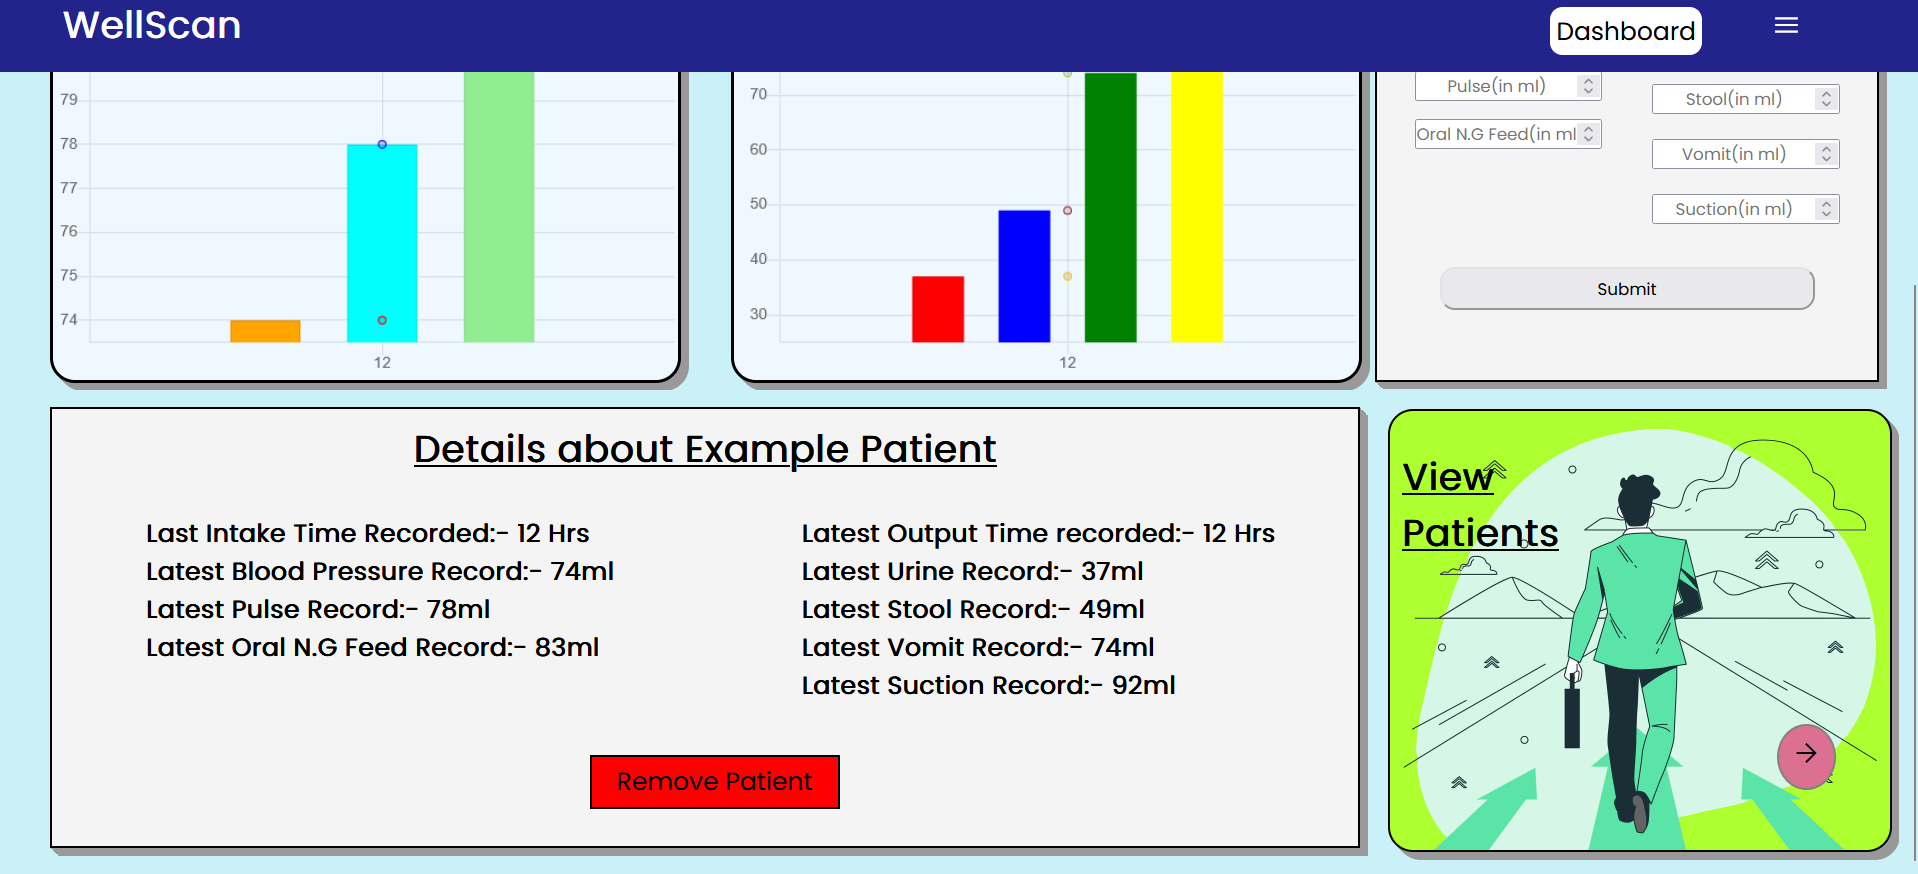 WellScan
Dashboard
79
78
77
76
75
74
12
70
60
50
40
30
12
Pulse(in ml)
Oral N.G Feed(in ml
Stool(in ml)
Vomit(in ml)
Suction(in ml)
Submit
Details about Example Patient
Last Intake Time Recorded:- 12 Hrs
Latest Blood Pressure Record:- 74ml
Latest Pulse Record:- 78ml
Latest Oral N.G Feed Record:- 83ml
Latest Output Time recorded:- 12 Hrs
Latest Urine Record:- 37ml
Latest Stool Record:- 49ml
Latest Vomit Record:- 74ml
Latest Suction Record:- 92ml
Remove Patient
View
Patients